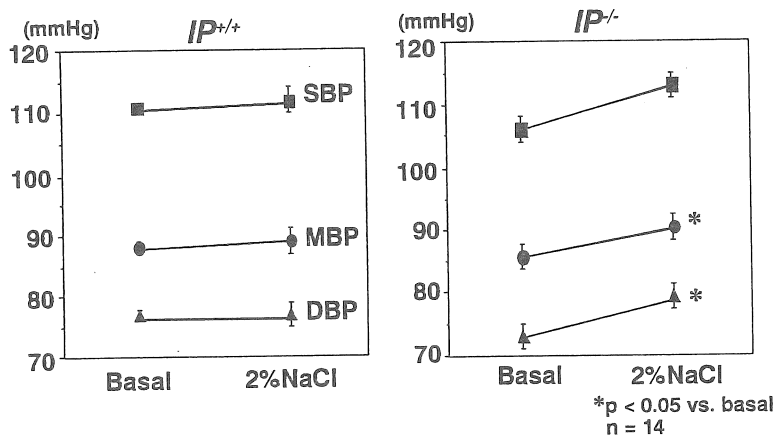 (mmHg) IP+/+
120
110
100
90
80
70
SBP
MBP
DBP
Basal 2%NaCl
(mmHg) IP-/-
120
110
100
90
80
70
*
*
Basal 2%NaCl
*p < 0.05 vs. basal
n = 14